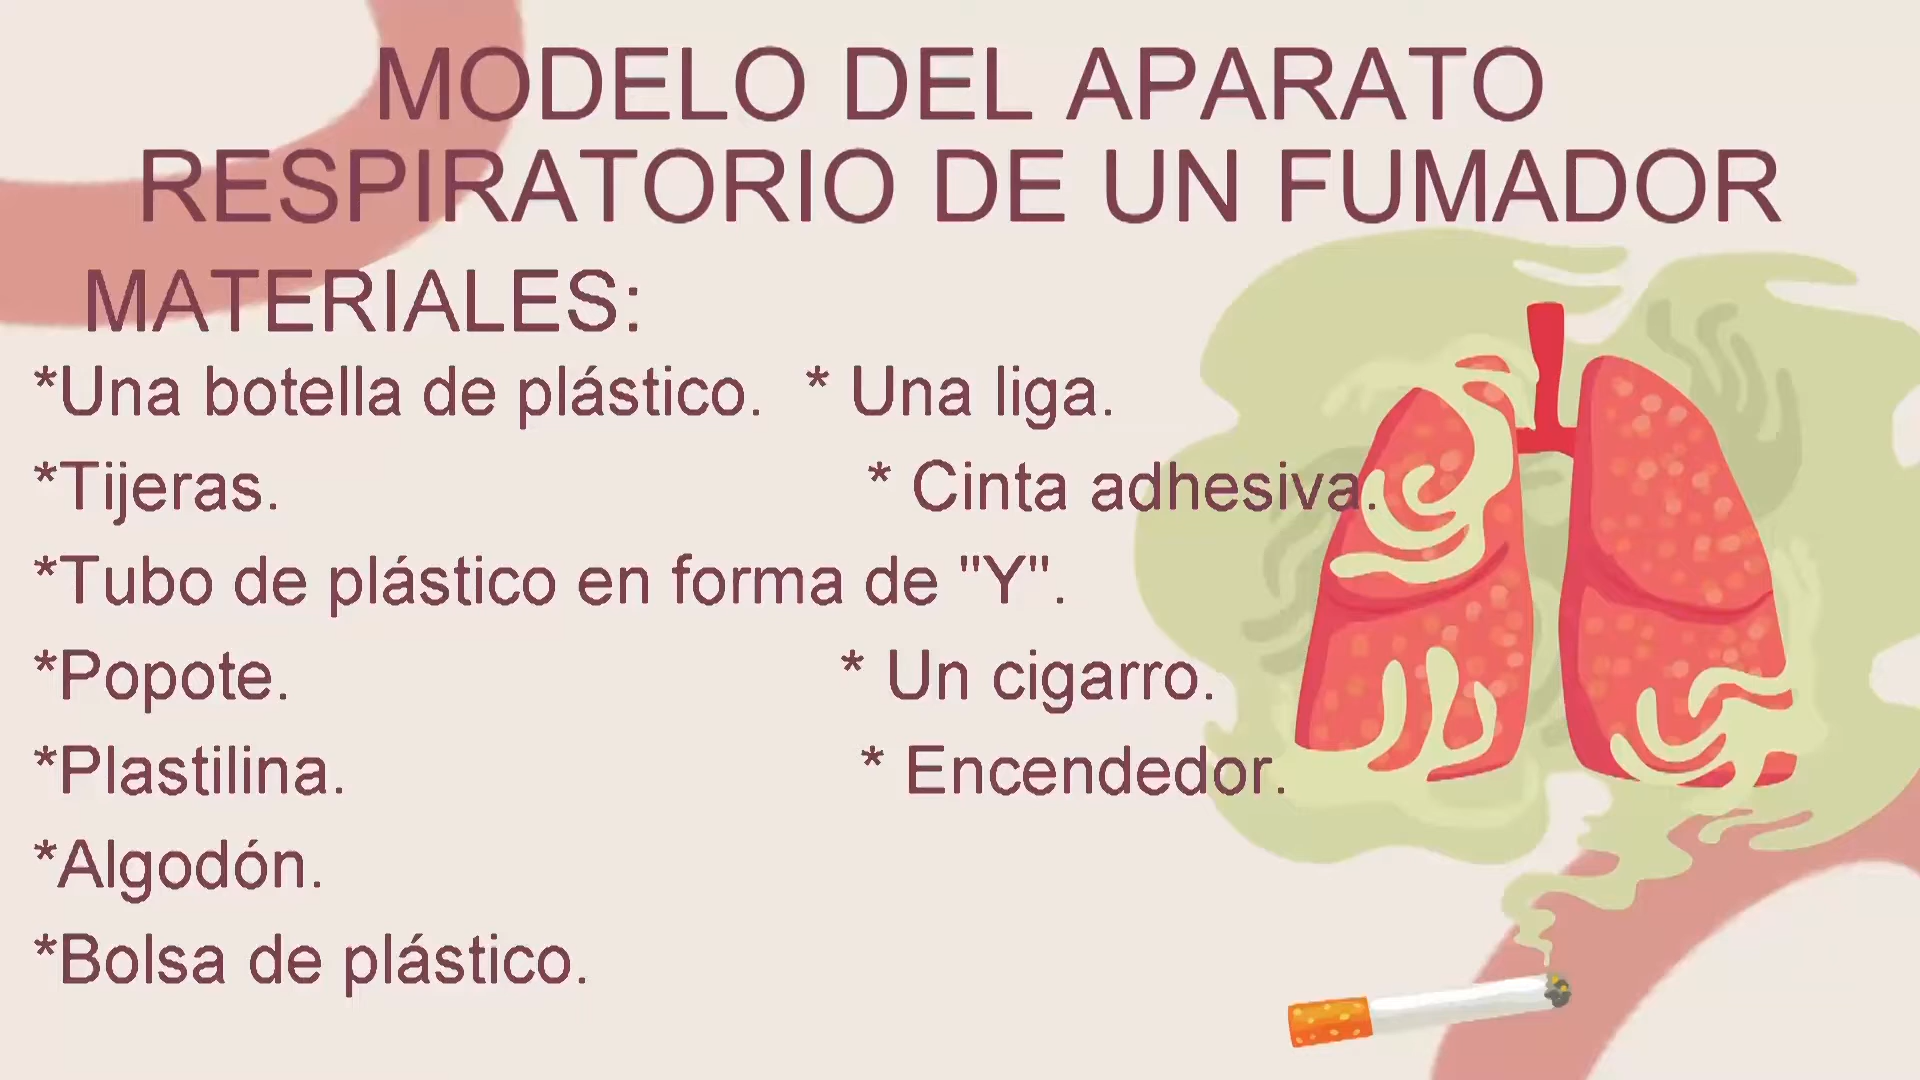 MODELO DEL APARATO
RESPIRATORIO DE UN FUMADOR
MATERIALES:
*Una botella de plástico. * Una liga.
*Tijeras. * Cinta adhesiva.
*Tubo de plástico en forma de "Y".
*Popote. * Un cigarro.
*Plastilina. * Encendedor.
*Algodón.
*Bolsa de plástico.